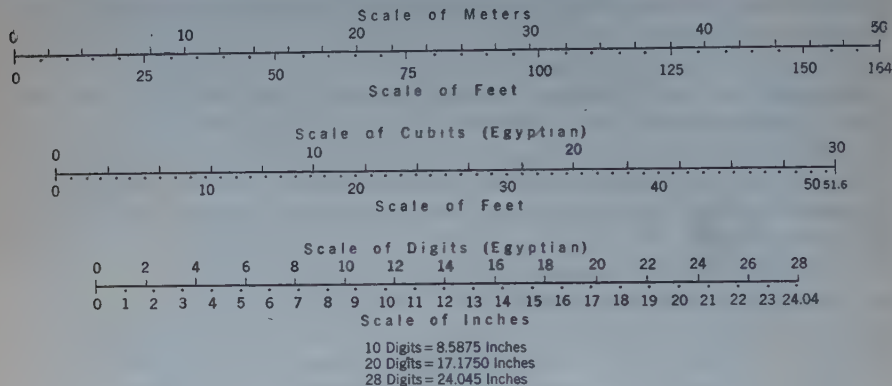 Scale of Meters
0 10 20 30 40 50
0 25 50 75 100 125 150 164
Scale of Feet
Scale of Cubits (Egyptian)
0 10 20 30
0 10 20 30 40 50 51.6
Scale of Feet
Scale of Digits (Egyptian)
0 2 4 6 8 10 12 14 16 18 20 22 24 26 28
0 1 2 3 4 5 6 7 8 9 10 11 12 13 14 15 16 17 18 19 20 21 22 23 24.04
Scale of Inches
10 Digits = 8.5875 Inches
20 Digits = 17.1750 Inches
28 Digits = 24.045 Inches